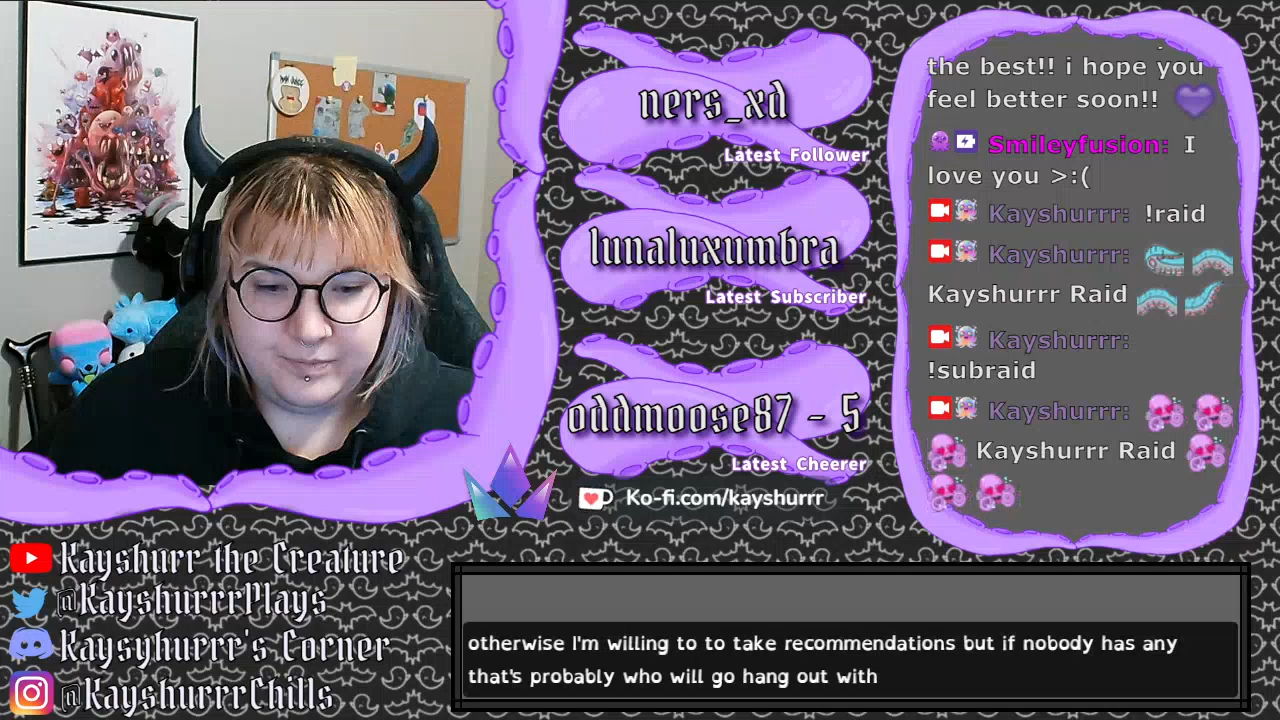 ners_xd
Latest Follower
lunaluxumbra
Latest Subscriber
oddmoose87 - 5
Latest Cheerer
Ko-fi.com/kayshurrr
the best!! i hope you
feel better soon!!
Smileyfusion: I
love you >:(
Kayshurrr: !raid
Kayshurrr:
Kayshurrr Raid
Kayshurrr:
!subraid
Kayshurrr:
Kayshurrr Raid
Kayshurr the Creature
@KayshurrrPlays
Kaysyhurrr's Corner
@KayshurrrChills
otherwise I'm willing to to take recommendations but if nobody has any
that's probably who will go hang out with